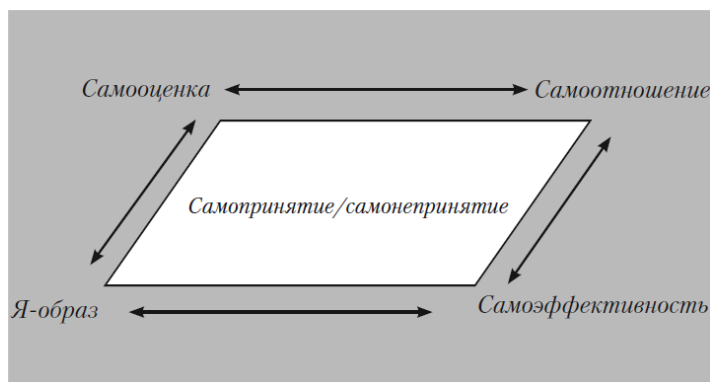 Самооценка
Самоотношение
Самопринятие/самонепринятие
Я-образ
Самоэффективность